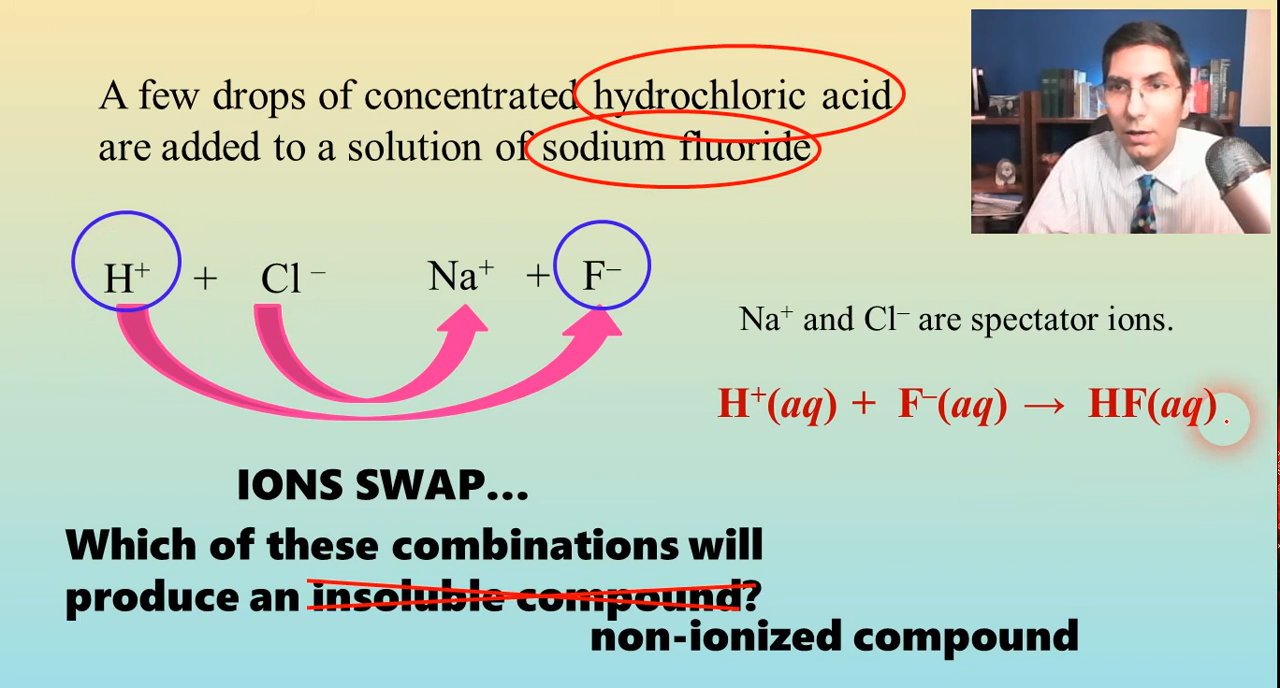 A few drops of concentrated hydrochloric acid
are added to a solution of sodium fluoride.
H⁺ + Cl⁻ Na⁺ + F⁻
Na⁺ and Cl⁻ are spectator ions.
H⁺(aq) + F⁻(aq) → HF(aq)
IONS SWAP...
Which of these combinations will
produce an insoluble compound?
non-ionized compound